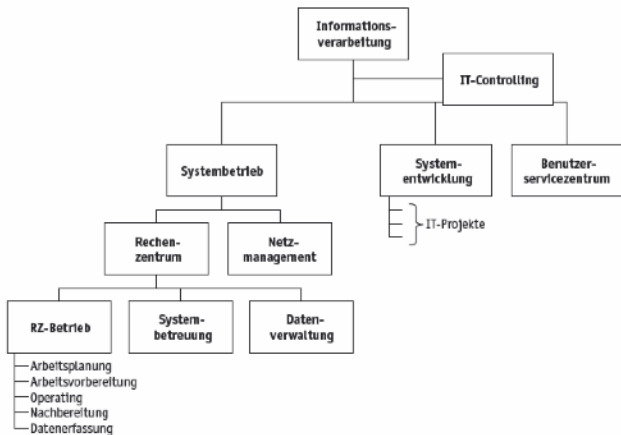 Informations-
verarbeitung
IT-Controlling
Systembetrieb
System-
entwicklung
Benutzer-
servicezentrum
IT-Projekte
Rechen-
zentrum
Netz-
management
RZ-Betrieb
System-
betreuung
Daten-
verwaltung
Arbeitsplanung
Arbeitsvorbereitung
Operating
Nachbereitung
Datenerfassung